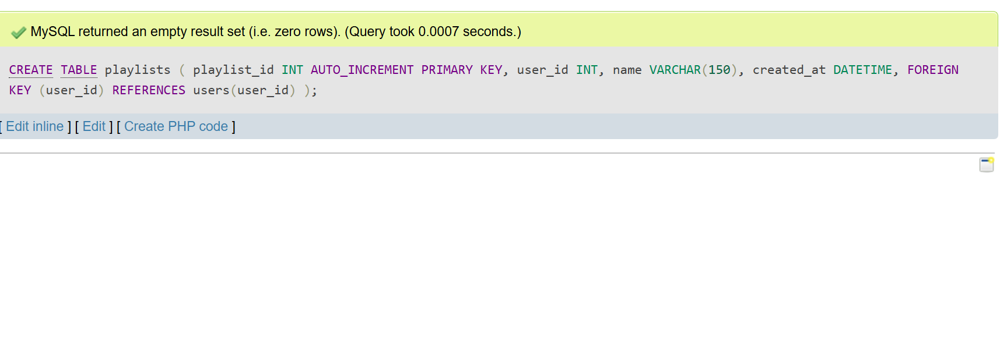 MySQL returned an empty result set (i.e. zero rows). (Query took 0.0007 seconds.)
CREATE TABLE playlists ( playlist_id INT AUTO_INCREMENT PRIMARY KEY, user_id INT, name VARCHAR(150), created_at DATETIME, FOREIGN
KEY (user_id) REFERENCES users(user_id) );
[ Edit inline ] [ Edit ] [ Create PHP code ]